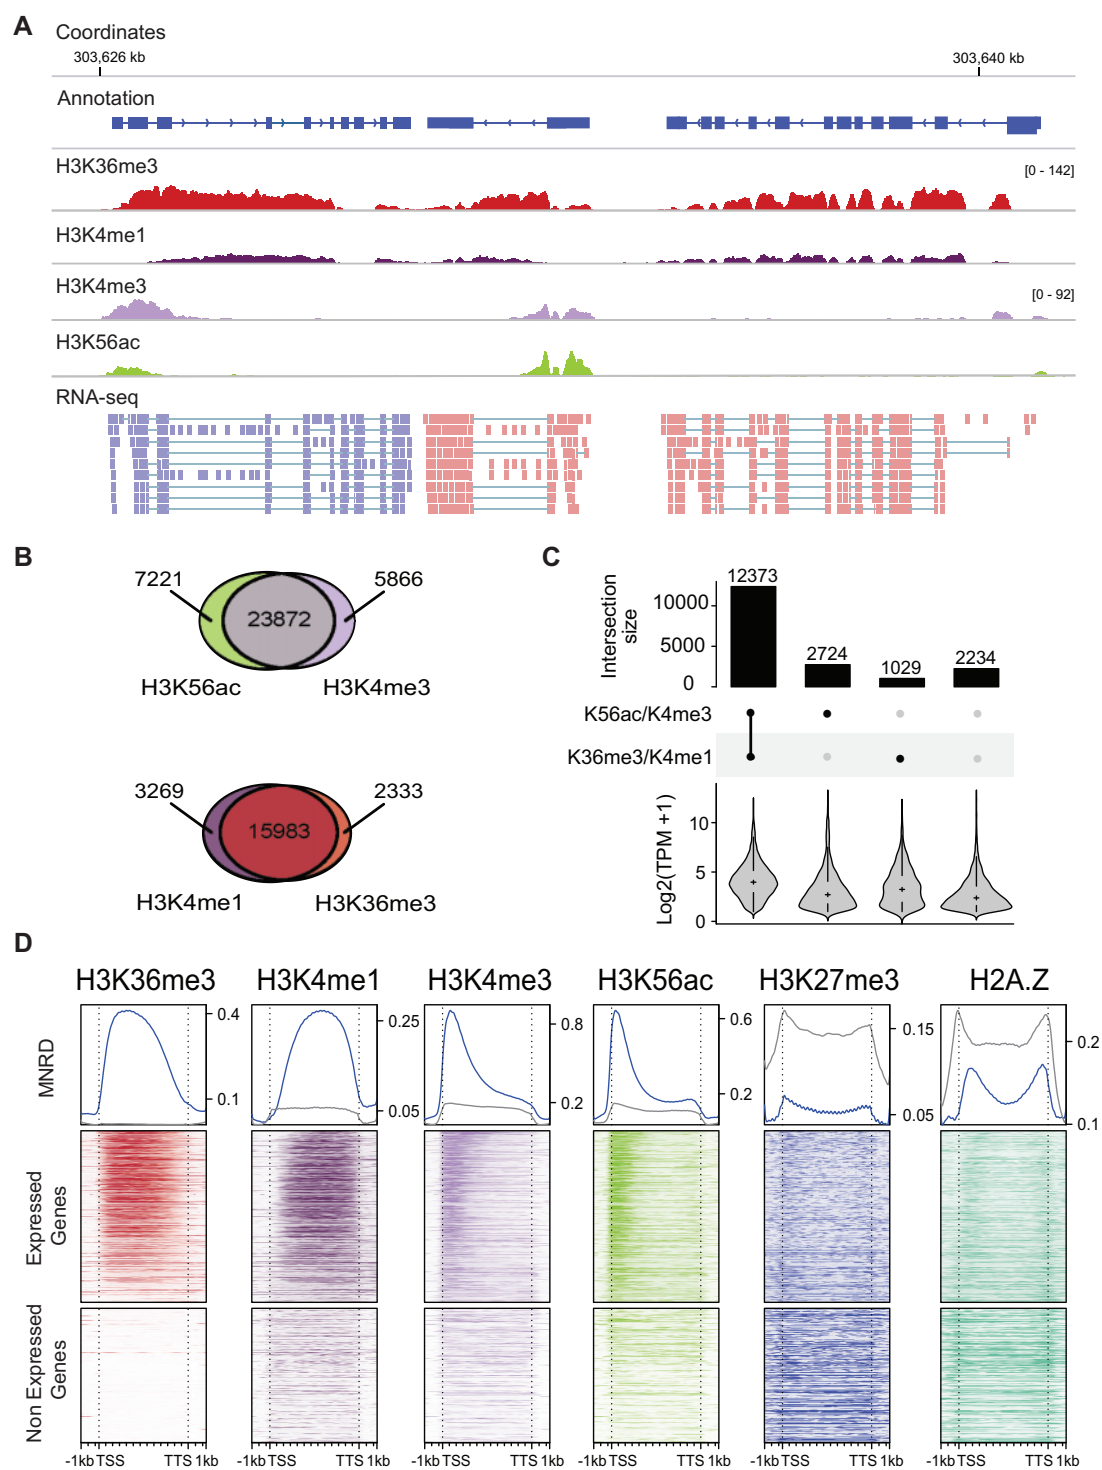 A
Coordinates
303,626 kb 303,640 kb
Annotation
H3K36me3
[0 - 142]
H3K4me1
H3K4me3
[0 - 92]
H3K56ac
RNA-seq
B
7221 5866
23872
H3K56ac H3K4me3
3269 2333
15983
H3K4me1 H3K36me3
C
12373
2724
1029
2234
Intersection
size
10000
5000
0
K56ac/K4me3
K36me3/K4me1
Log2(TPM +1)
10
5
0
D
H3K36me3 H3K4me1 H3K4me3 H3K56ac H3K27me3 H2A.Z
MNRD
0.4
0.1
0.25
0.05
0.8
0.2
0.6
0.2
0.15
0.05
0.2
0.1
Expressed
Genes
Non Expressed
Genes
-1kb TSS TTS 1kb -1kb TSS TTS 1kb -1kb TSS TTS 1kb -1kb TSS TTS 1kb -1kb TSS TTS 1kb -1kb TSS TTS 1kb